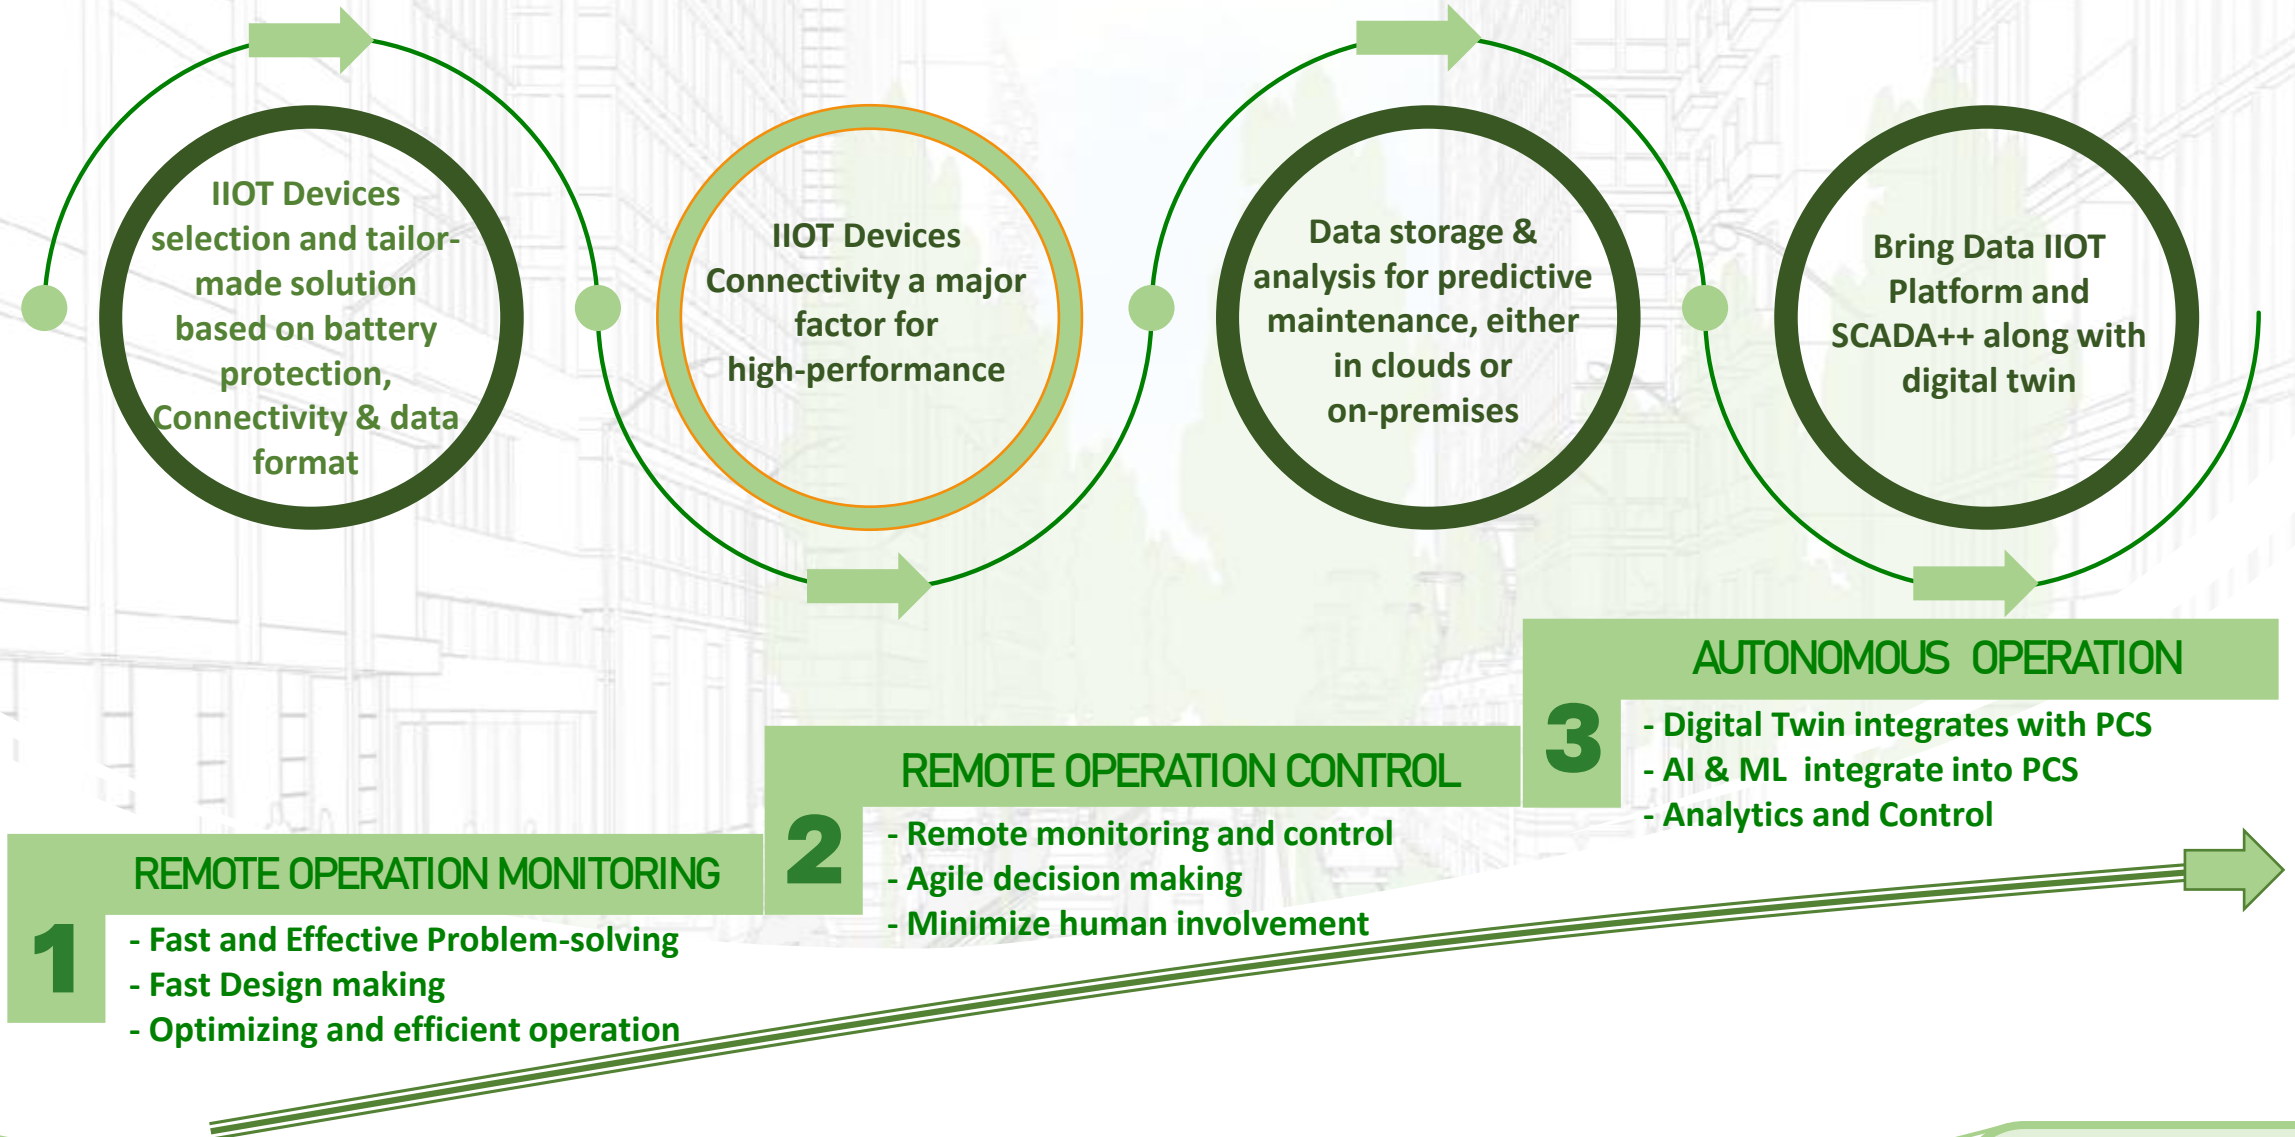 IIOT Devices
selection and tailor-
made solution
based on battery
protection,
Connectivity & data
format
IIOT Devices
Connectivity a major
factor for
high-performance
Data storage &
analysis for predictive
maintenance, either
in clouds or
on-premises
Bring Data IIOT
Platform and
SCADA++ along with
digital twin
1
REMOTE OPERATION MONITORING
- Fast and Effective Problem-solving
- Fast Design making
- Optimizing and efficient operation
2
REMOTE OPERATION CONTROL
- Remote monitoring and control
- Agile decision making
- Minimize human involvement
3
AUTONOMOUS OPERATION
- Digital Twin integrates with PCS
- AI & ML integrate into PCS
- Analytics and Control